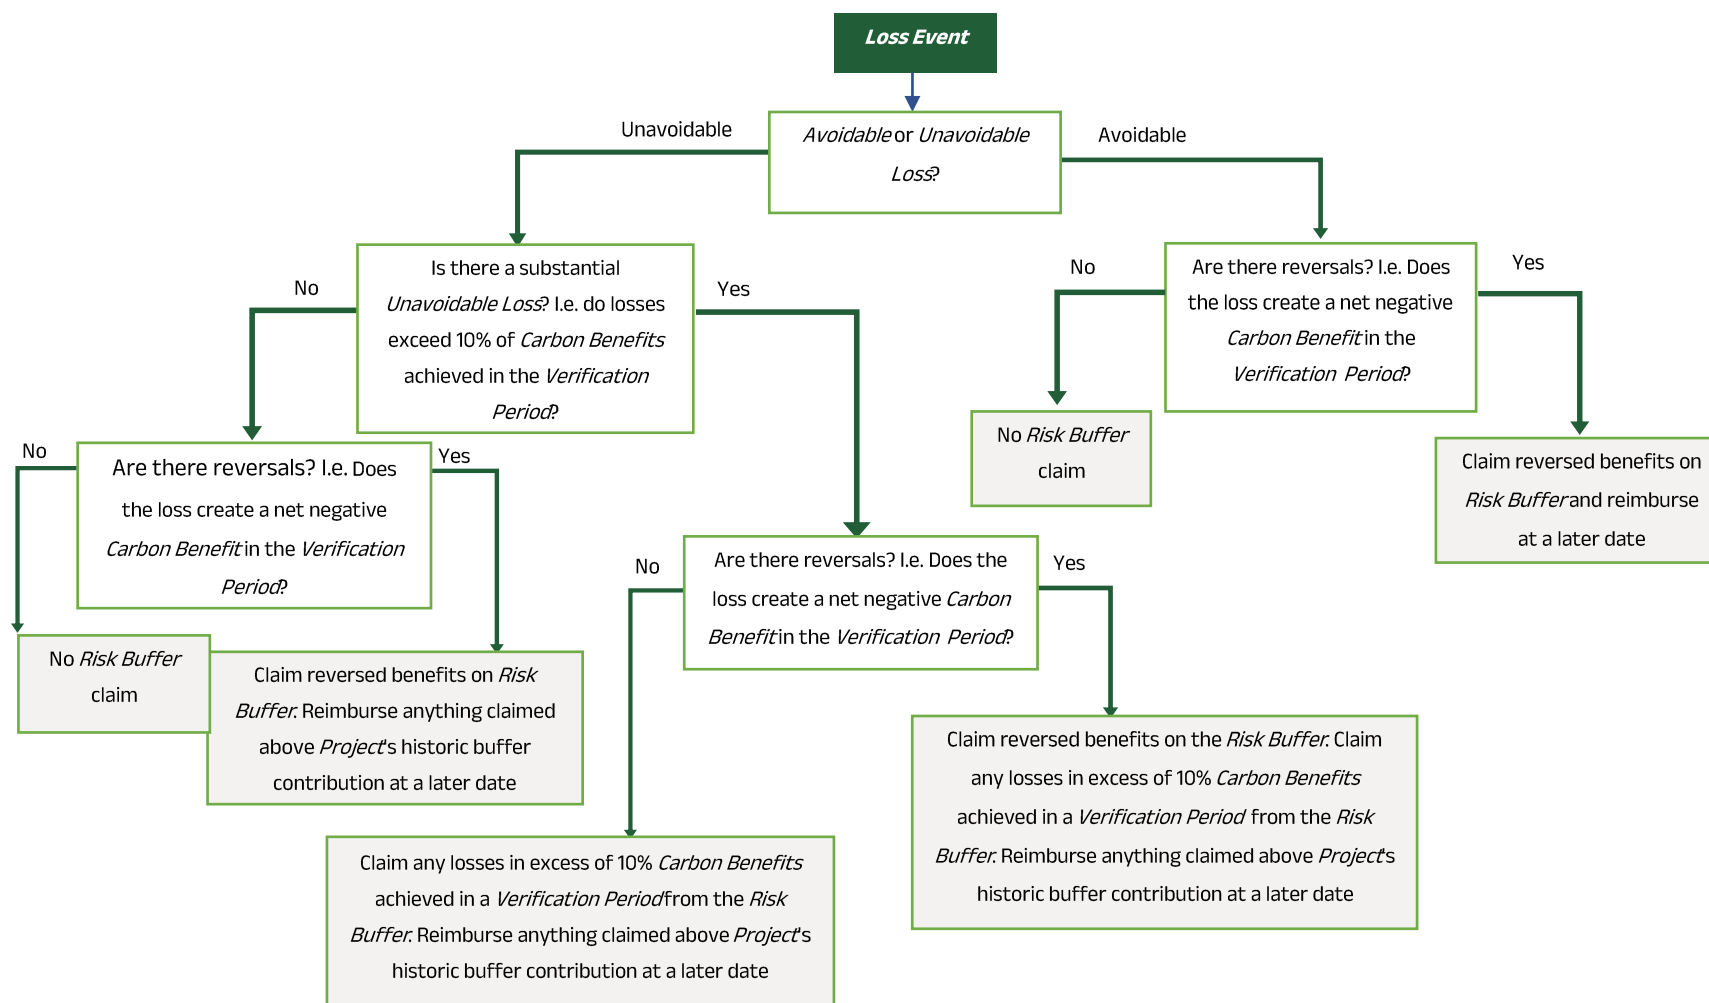 Loss Event
Unavoidable
Avoidable or Unavoidable
Loss?
Avoidable
Is there a substantial
Unavoidable Loss? I.e. do losses
exceed 10% of Carbon Benefits
achieved in the Verification
Period?
No
Yes
Are there reversals? I.e. Does
the loss create a net negative
Carbon Benefit in the
Verification Period?
No
Yes
No Risk Buffer
claim
Claim reversed benefits on
Risk Buffer and reimburse
at a later date
No
Are there reversals? I.e. Does
the loss create a net negative
Carbon Benefit in the Verification
Period?
Yes
No Risk Buffer
claim
Claim reversed benefits on Risk
Buffer. Reimburse anything claimed
above Project's historic buffer
contribution at a later date
No
Are there reversals? I.e. Does the
loss create a net negative Carbon
Benefit in the Verification Period?
Yes
Claim any losses in excess of 10% Carbon Benefits
achieved in a Verification Period from the Risk
Buffer. Reimburse anything claimed above Project's
historic buffer contribution at a later date
Claim reversed benefits on the Risk Buffer. Claim
any losses in excess of 10% Carbon Benefits
achieved in a Verification Period from the Risk
Buffer. Reimburse anything claimed above Project's
historic buffer contribution at a later date